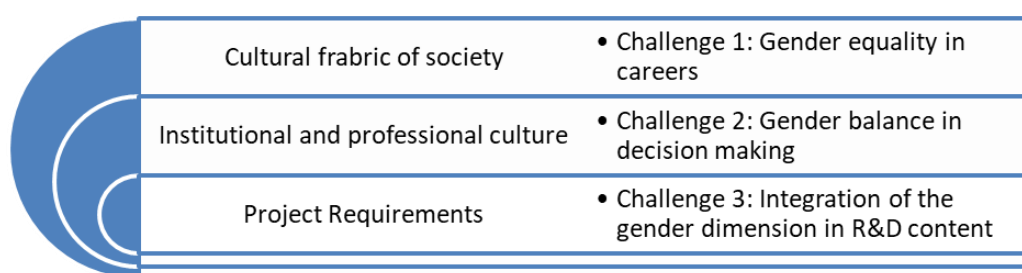 Cultural frabric of society
• Challenge 1: Gender equality in
careers
Institutional and professional culture
• Challenge 2: Gender balance in
decision making
Project Requirements
• Challenge 3: Integration of the
gender dimension in R&D content